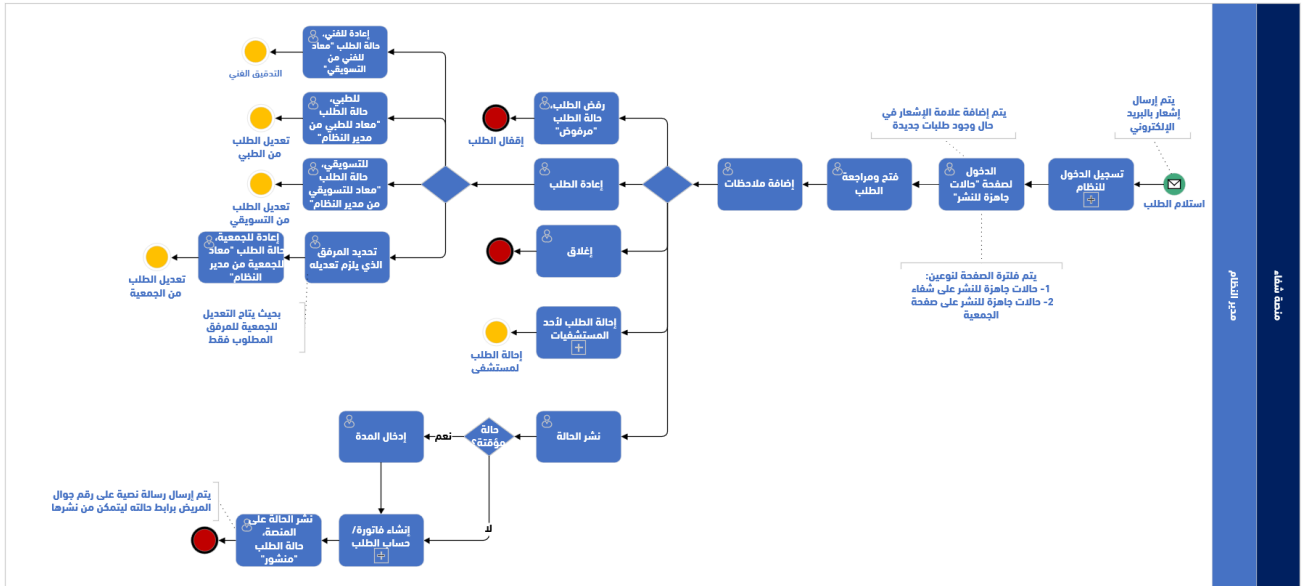 منصة شفاء
مدير النظام
يتم إرسال
إشعار بالبريد
الإلكتروني
استلام الطلب
تسجيل الدخول
للنظام
يتم إضافة علامة الإشعار في
حال وجود طلبات جديدة
الدخول
لصفحة "حالات
جاهزة للنشر"
يتم فلترة الصفحة لنوعين:
1- حالات جاهزة للنشر على شفاء
2- حالات جاهزة للنشر على صفحة
الجمعية
فتح ومراجعة
الطلب
إضافة ملاحظات
رفض الطلب،
حالة الطلب
"مرفوض"
إقفال الطلب
إعادة الطلب
إغلاق
إحالة الطلب لأحد
المستشفيات
إحالة الطلب
لمستشفى
نشر الحالة
حالة
مؤقتة؟
نعم
لا
إدخال المدة
إنشاء فاتورة/
حساب الطلب
نشر الحالة على
المنصة،
حالة الطلب
"منشور"
يتم إرسال رسالة نصية على رقم جوال
المريض برابط حالته ليتمكن من نشرها
إعادة للفني،
حالة الطلب "معاد
للفني من
التسويقي"
التدقيق الفني
للطبي،
حالة الطلب
"معاد للطبي من
مدير النظام"
تعديل الطلب
من الطبي
للتسويقي،
حالة الطلب
"معاد للتسويقي
من مدير النظام"
تعديل الطلب
من التسويقي
تحديد المرفق
الذي يلزم تعديله
إعادة للجمعية،
حالة الطلب "معاد
للجمعية من مدير
النظام"
تعديل الطلب
من الجمعية
بحيث يتاح التعديل
للجمعية للمرفق
المطلوب فقط